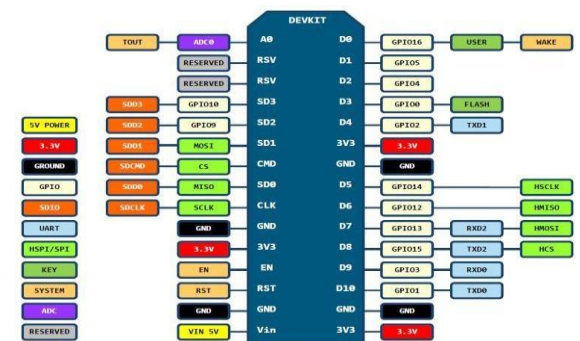 DEVKIT
TOUT ADC0 A0 D0 GPIO16 USER WAKE
RESERVED RSV D1 GPIO5
RESERVED RSV D2 GPIO4
SDD3 GPIO10 SD3 D3 GPIO0 FLASH
5V POWER SDD2 GPIO9 SD2 D4 GPIO2 TXD1
3.3V SDD1 MOSI SD1 3V3 3.3V
GROUND SDCMD CS CMD GND GND
GPIO SDD0 MISO SD0 D5 GPIO14 HSCLK
SDIO SDCLK SCLK CLK D6 GPIO12 HMISO
UART GND GND D7 GPIO13 RXD2 HMOSI
HSPI/SPI 3.3V 3V3 D8 GPIO15 TXD2 HCS
KEY EN EN D9 GPIO3 RXD0
SYSTEM RST RST D10 GPIO1 TXD0
ADC GND GND GND GND
RESERVED VIN 5V Vin 3V3 3.3V